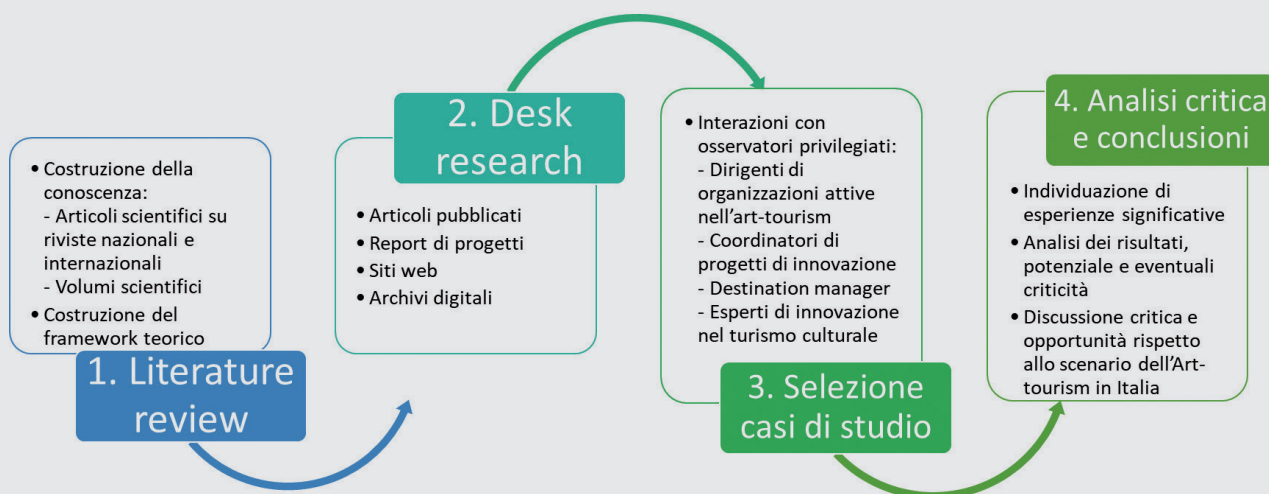 • Costruzione della
conoscenza:
- Articoli scientifici su
riviste nazionali e
internazionali
- Volumi scientifici
• Costruzione del
framework teorico
1. Literature
review
2. Desk
research
• Articoli pubblicati
• Report di progetti
• Siti web
• Archivi digitali
• Interazioni con
osservatori privilegiati:
- Dirigenti di
organizzazioni attive
nell’art-tourism
- Coordinatori di
progetti di innovazione
- Destination manager
- Esperti di innovazione
nel turismo culturale
3. Selezione
casi di studio
4. Analisi critica
e conclusioni
• Individuazione di
esperienze significative
• Analisi dei risultati,
potenziale e eventuali
criticità
• Discussione critica e
opportunità rispetto
allo scenario dell’Art-
tourism in Italia